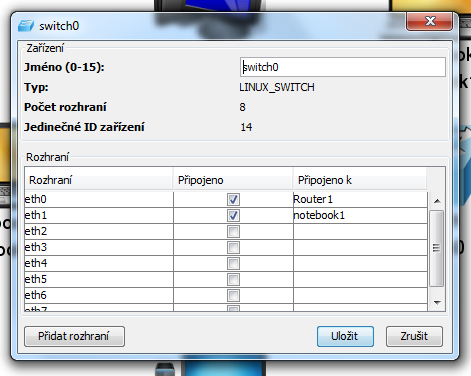 switch0
Zařízení
Jméno (0-15): switch0
Typ: LINUX_SWITCH
Počet rozhraní 8
Jedinečné ID zařízení 14
Rozhraní
Rozhraní Připojeno Připojeno k
eth0 Router1
eth1 notebook1
eth2
eth3
eth4
eth5
eth6
eth7
Přidat rozhraní Uložit Zrušit